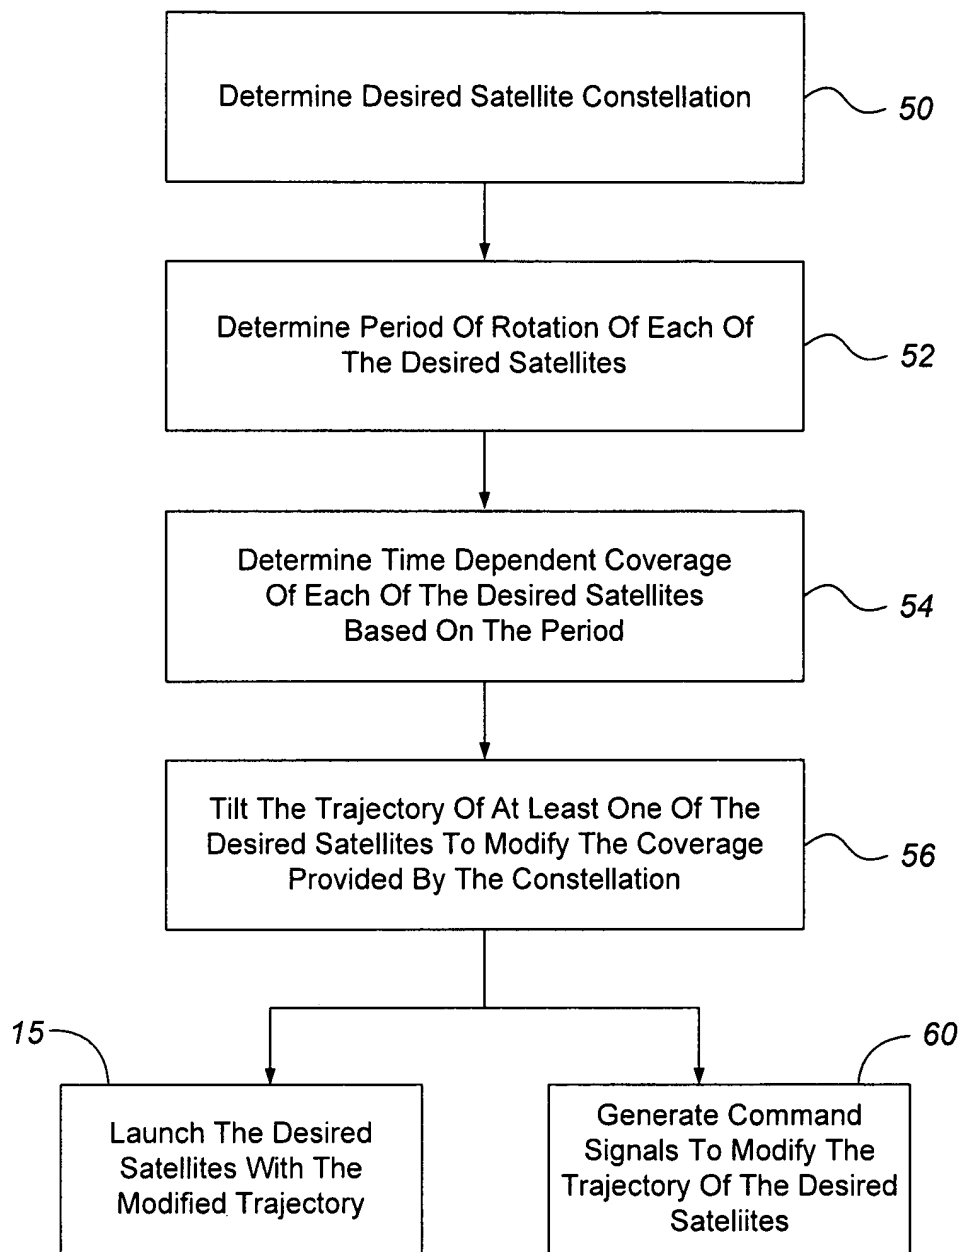 Determine Desired Satellite Constellation
50
Determine Period Of Rotation Of Each Of
The Desired Satellites
52
Determine Time Dependent Coverage
Of Each Of The Desired Satellites
Based On The Period
54
Tilt The Trajectory Of At Least One Of The
Desired Satellites To Modify The Coverage
Provided By The Constellation
56
15
Launch The Desired
Satellites With The
Modified Trajectory
60
Generate Command
Signals To Modify The
Trajectory Of The Desired
Satellites